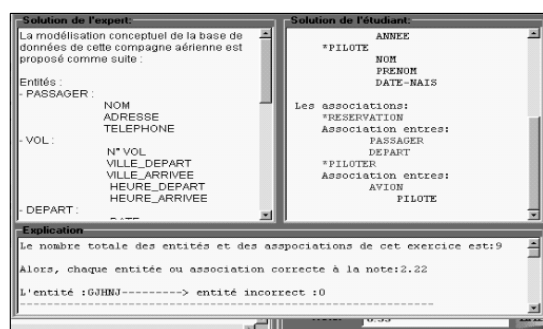 Solution de l'expert:
La modélisation conceptuel de la base de
données de cette compagne aérienne est
proposé comme suite :
Entités :
- PASSAGER :
NOM
ADRESSE
TELEPHONE
- VOL :
N° VOL
VILLE_DEPART
VILLE_ARRIVEE
HEURE_DEPART
HEURE_ARRIVEE
- DEPART :
Solution de l'étudiant:
ANNEE
*PILOTE
NOM
PRENOM
DATE-NAIS
Les associations:
*RESERVATION
Association entres:
PASSAGER
DEPART
*PILOTER
Association entres:
AVION
PILOTE
Explication
Le nombre totale des entités et des asspociations de cet exercice est:9
Alors, chaque entitée ou association correcte à la note:2.22
L'entité :GJHNJ---------> entité incorrect :0